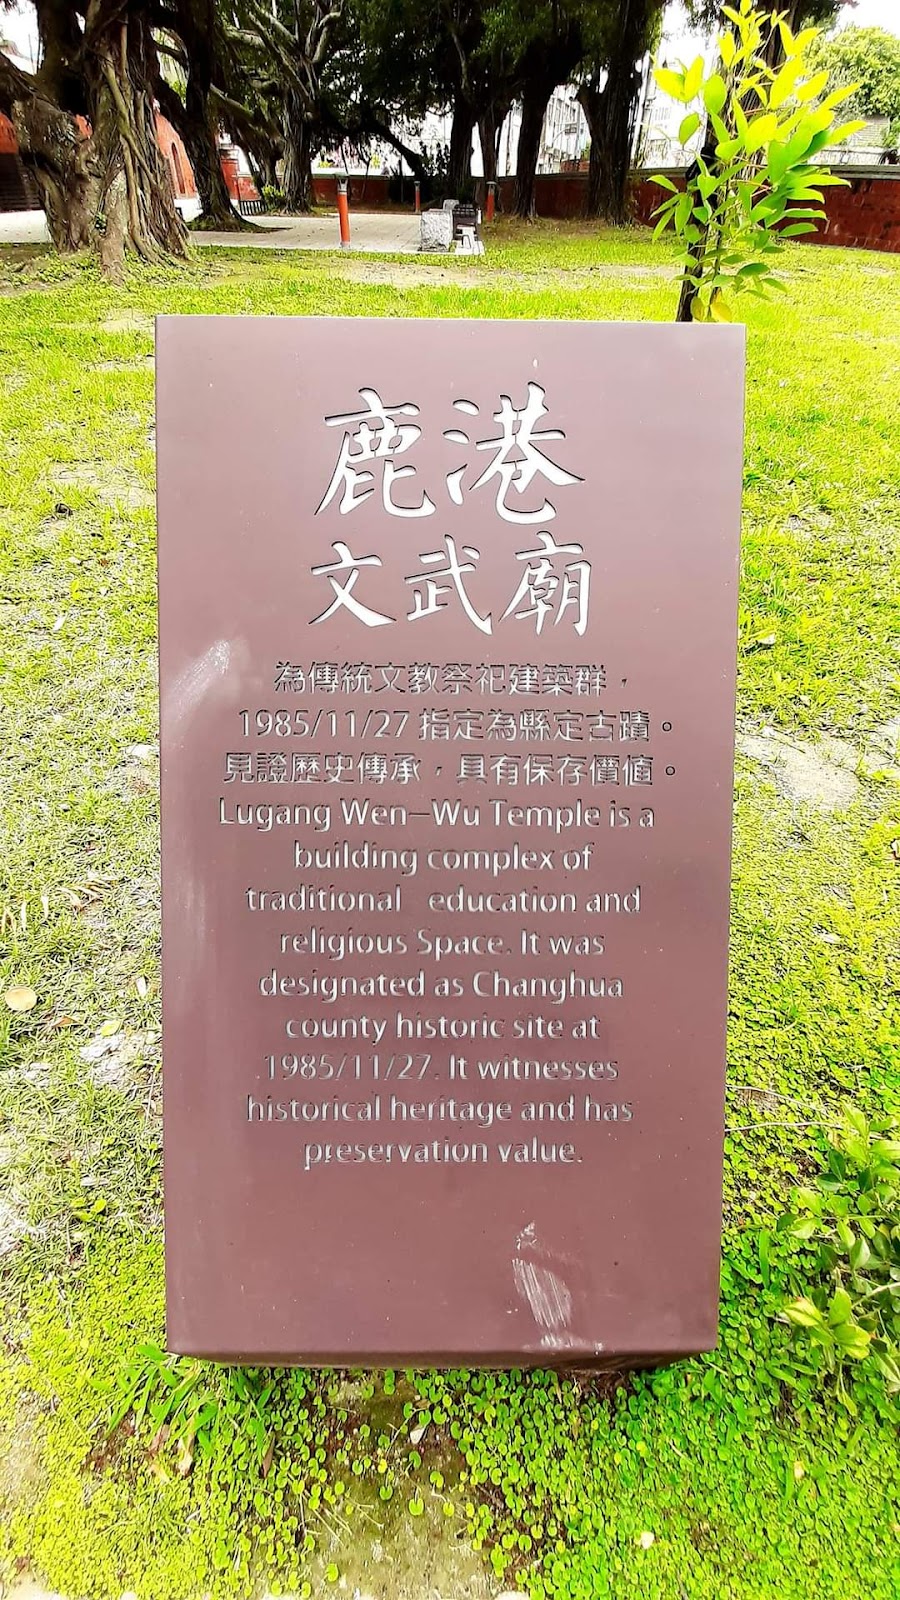 鹿港
文武廟
為傳統文教祭祀建築群，
1985/11/27 指定為縣定古蹟。
見證歷史傳承，具有保存價值。
Lugang Wen-Wu Temple is a
building complex of
traditional education and
religious Space. It was
designated as Changhua
county historic site at
1985/11/27. It witnesses
historical heritage and has
preservation value.